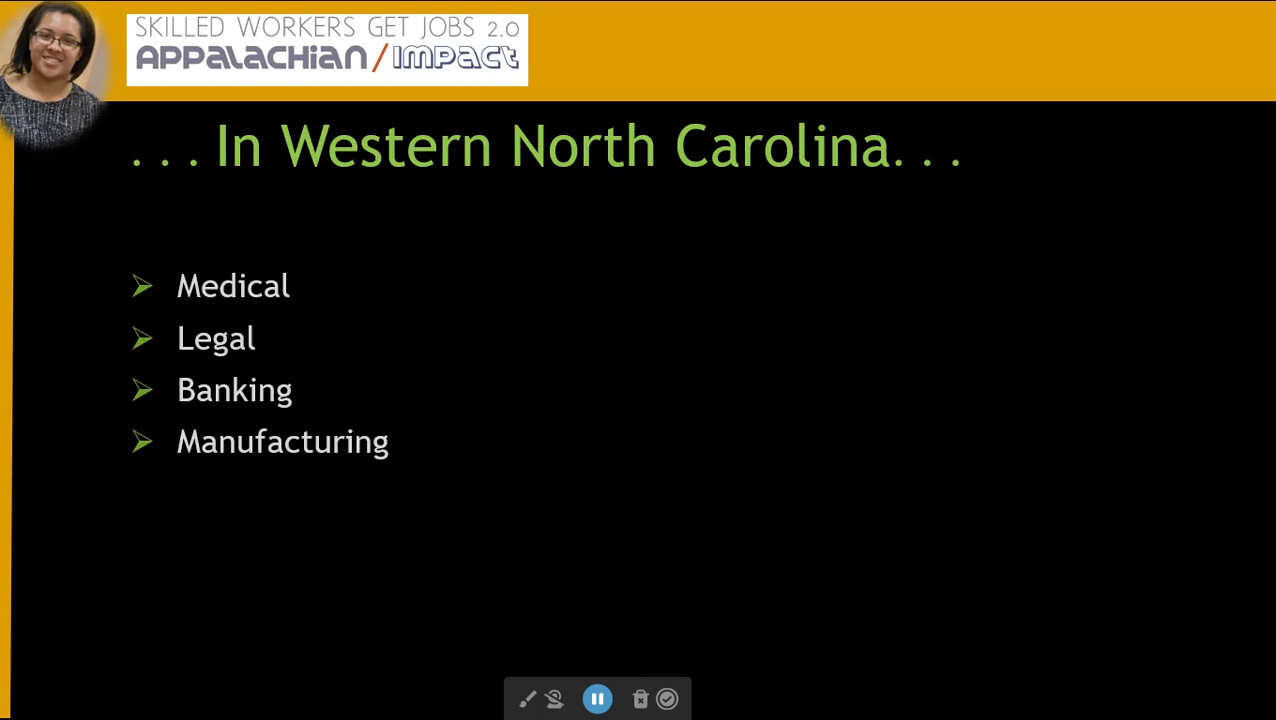 SKILLED WORKERS GET JOBS 2.0
APPALACHIAN/IMPACT
. . . In Western North Carolina. . .
➢ Medical
➢ Legal
➢ Banking
➢ Manufacturing